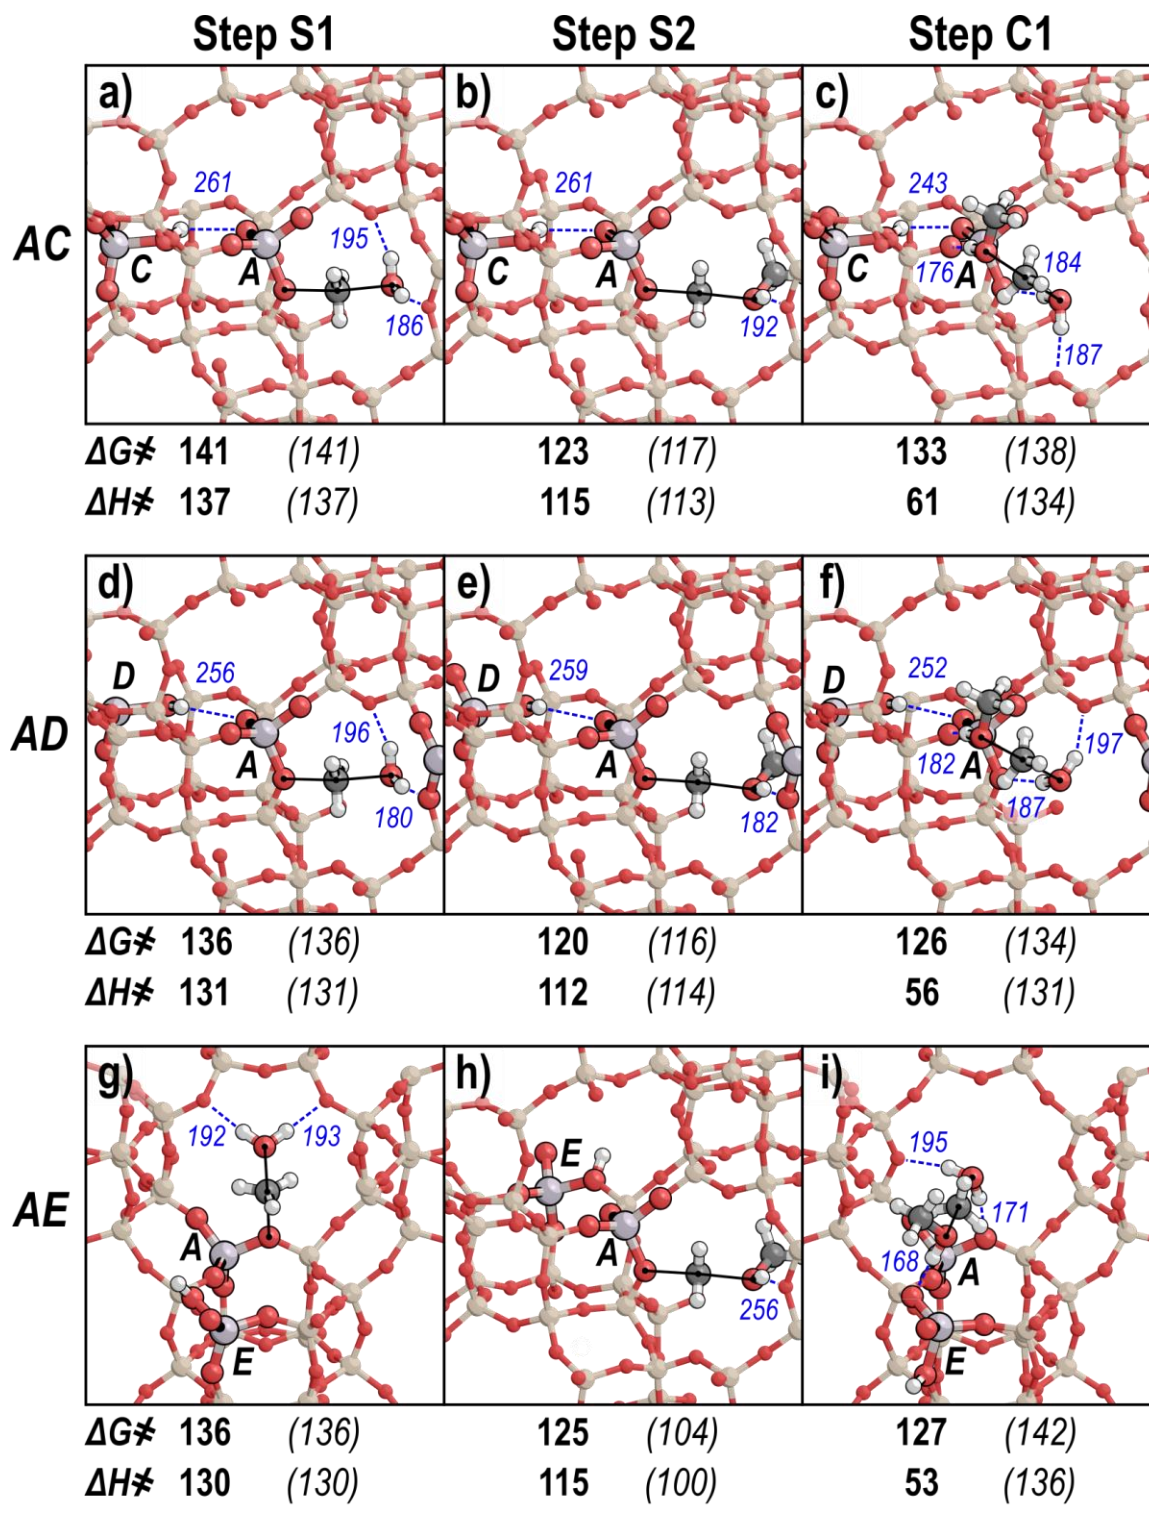 Step S1 Step S2 Step C1
AC
a) 261 195 186 C A
b) 261 192 C A
c) 243 176 184 187 C A
ΔG≠ 141 (141) 123 (117) 133 (138)
ΔH≠ 137 (137) 115 (113) 61 (134)
AD
d) D 256 196 180 A
e) D 259 182 A
f) D 252 182 197 187 A
ΔG≠ 136 (136) 120 (116) 126 (134)
ΔH≠ 131 (131) 112 (114) 56 (131)
AE
g) 192 193 A E
h) E A 256
i) 195 171 168 A E
ΔG≠ 136 (136) 125 (104) 127 (142)
ΔH≠ 130 (130) 115 (100) 53 (136)